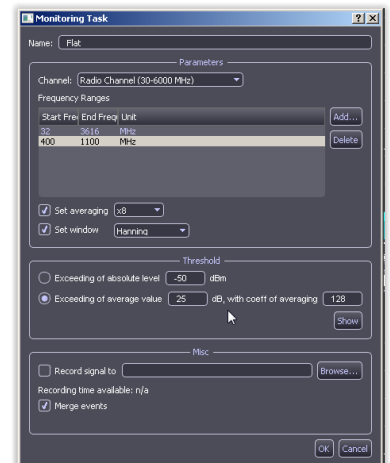 Monitoring Task
Name: Flat
Parameters
Channel: Radio Channel (30-6000 MHz)
Frequency Ranges
Start Fre End Freq Unit
32 3616 MHz
400 1100 MHz
Add...
Delete
Set averaging x8
Set window Hanning
Threshold
Exceeding of absolute level -50 dBm
Exceeding of average value 25 dB, with coeff of averaging 128
Show
Misc
Record signal to Browse...
Recording time available: n/a
Merge events
OK Cancel